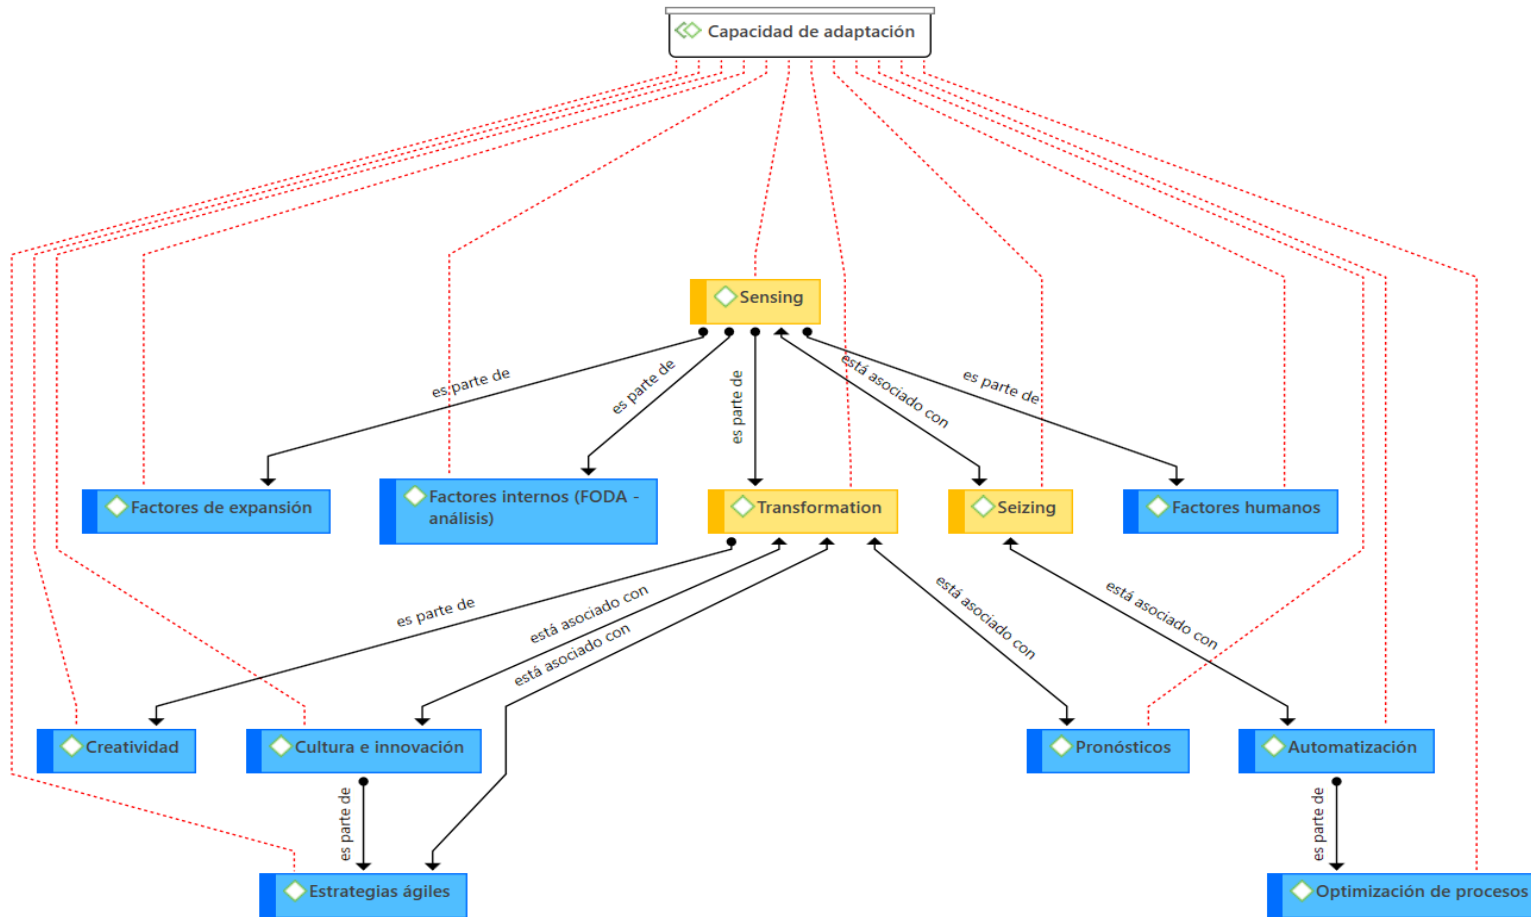 Capacidad de adaptación
Sensing
es parte de
es parte de
es parte de
está asociado con
es parte de
Factores de expansión
Factores internos (FODA -
análisis)
Transformation
Seizing
Factores humanos
es parte de
está asociado con
está asociado con
está asociado con
está asociado con
Creatividad
Cultura e innovación
Pronósticos
Automatización
es parte de
es parte de
Estrategias ágiles
Optimización de procesos